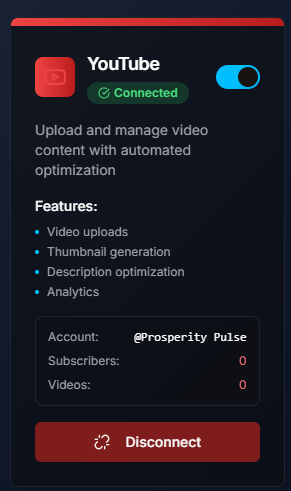 YouTube
Connected
Upload and manage video
content with automated
optimization
Features:
Video uploads
Thumbnail generation
Description optimization
Analytics
Account: @Prosperity Pulse
Subscribers: 0
Videos: 0
Disconnect